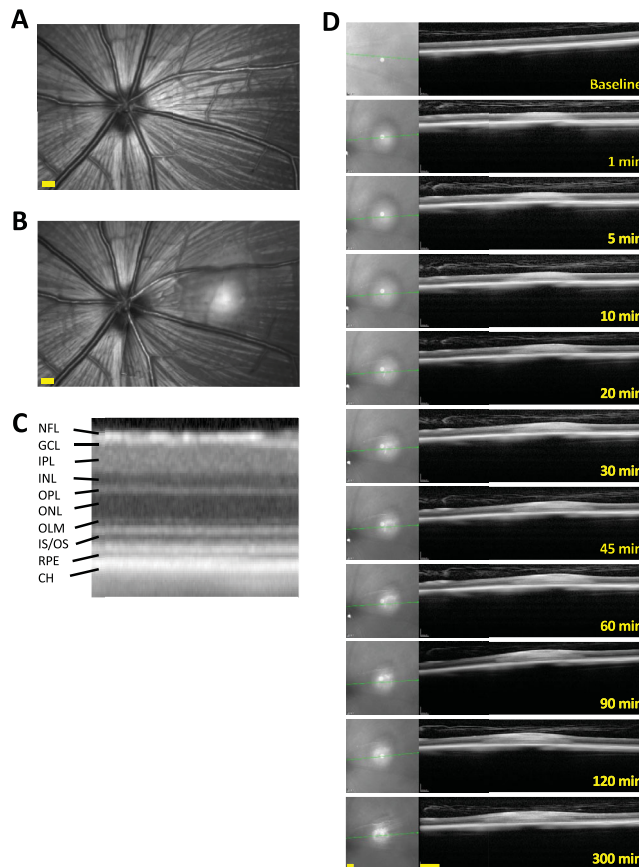 A
B
C
NFL
GCL
IPL
INL
OPL
ONL
OLM
IS/OS
RPE
CH
D
Baseline
1 min
5 min
10 min
20 min
30 min
45 min
60 min
90 min
120 min
300 min